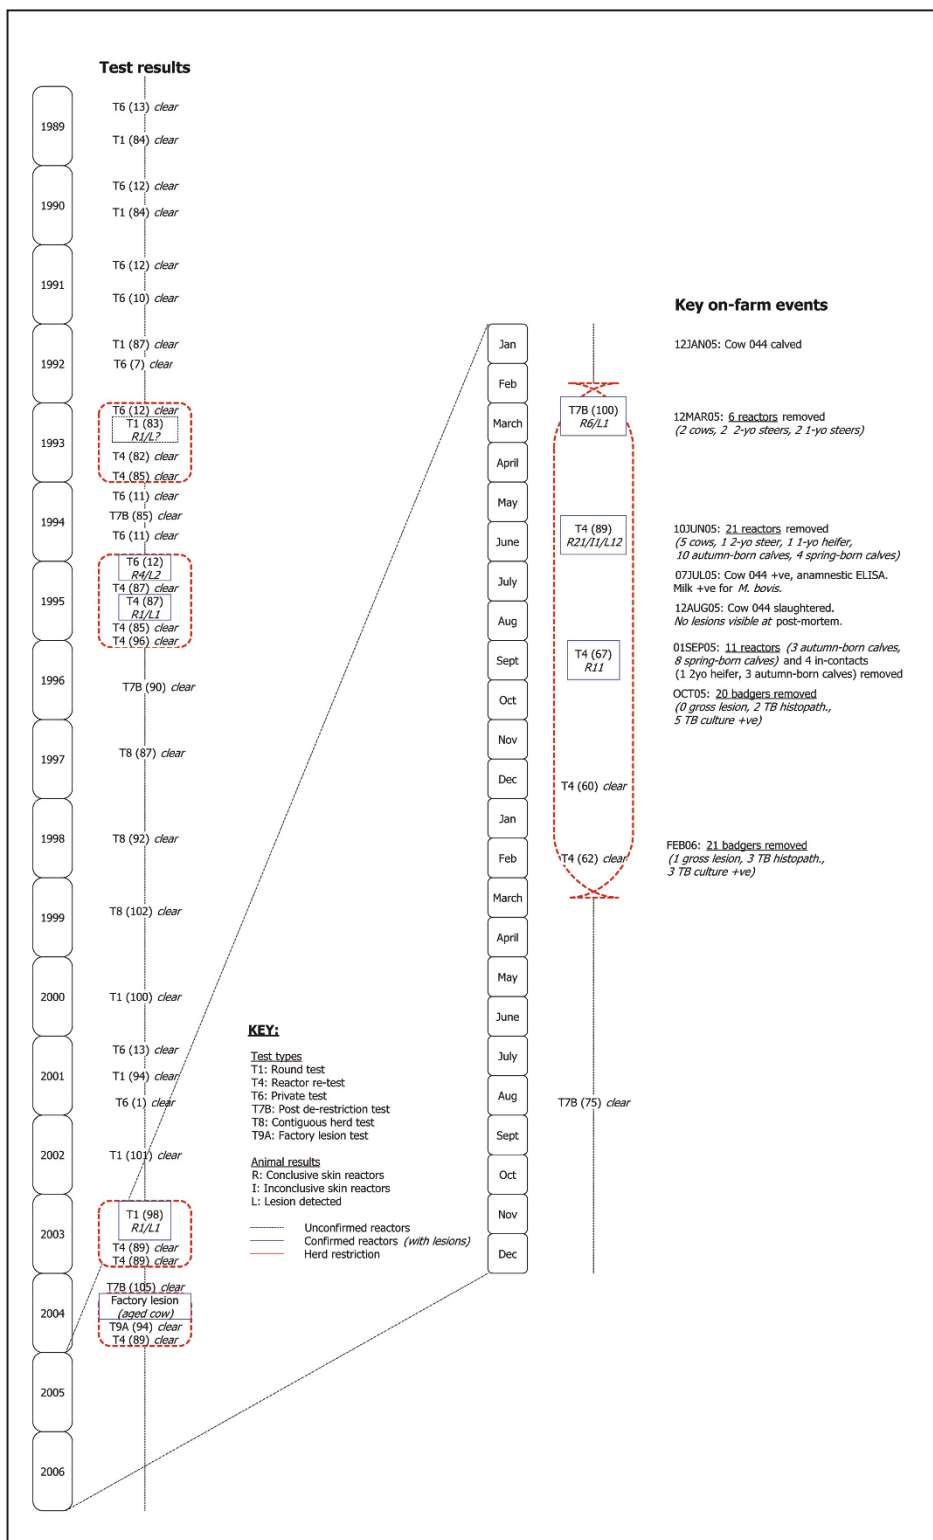 Test results
1989
T6 (13) clear
T1 (84) clear
1990
T6 (12) clear
T1 (84) clear
1991
T6 (12) clear
T6 (10) clear
1992
T1 (87) clear
T6 (7) clear
1993
T6 (12) clear
T1 (83)
R1/L?
T4 (82) clear
T4 (85) clear
1994
T6 (11) clear
T7B (85) clear
T6 (11) clear
1995
T6 (12)
R4/L2
T4 (87) clear
T4 (87)
R1/L1
T4 (85) clear
T4 (96) clear
1996
T7B (90) clear
1997
T8 (87) clear
1998
T8 (92) clear
1999
T8 (102) clear
2000
T1 (100) clear
2001
T6 (13) clear
T1 (94) clear
T6 (1) clear
2002
T1 (101) clear
2003
T1 (98)
R1/L1
T4 (89) clear
T4 (89) clear
2004
T7B (105) clear
Factory lesion
(aged cow)
T9A (94) clear
T4 (89) clear
2005
2006
KEY:
Test types
T1: Round test
T4: Reactor re-test
T6: Private test
T7B: Post de-restriction test
T8: Contiguous herd test
T9A: Factory lesion test
Animal results
R: Conclusive skin reactors
I: Inconclusive skin reactors
L: Lesion detected
Unconfirmed reactors
Confirmed reactors (with lesions)
Herd restriction
Jan
Feb
March
April
May
June
July
Aug
Sept
Oct
Nov
Dec
Jan
Feb
March
April
May
June
July
Aug
Sept
Oct
Nov
Dec
T7B (100)
R6/L1
T4 (89)
R21/I1/L12
T4 (67)
R11
T4 (60) clear
T4 (62) clear
T7B (75) clear
Key on-farm events
12JAN05: Cow 044 calved
12MAR05: 6 reactors removed
(2 cows, 2 2-yo steers, 2 1-yo steers)
10JUN05: 21 reactors removed
(5 cows, 1 2-yo steer, 1 1-yo heifer,
10 autumn-born calves, 4 spring-born calves)
07JUL05: Cow 044 +ve, anamnestic ELISA.
Milk +ve for M. bovis.
12AUG05: Cow 044 slaughtered.
No lesions visible at post-mortem.
01SEP05: 11 reactors (3 autumn-born calves,
8 spring-born calves) and 4 in-contacts
(1 2yo heifer, 3 autumn-born calves) removed
OCT05: 20 badgers removed
(0 gross lesion, 2 TB histopath.,
5 TB culture +ve)
FEB06: 21 badgers removed
(1 gross lesion, 3 TB histopath.,
3 TB culture +ve)